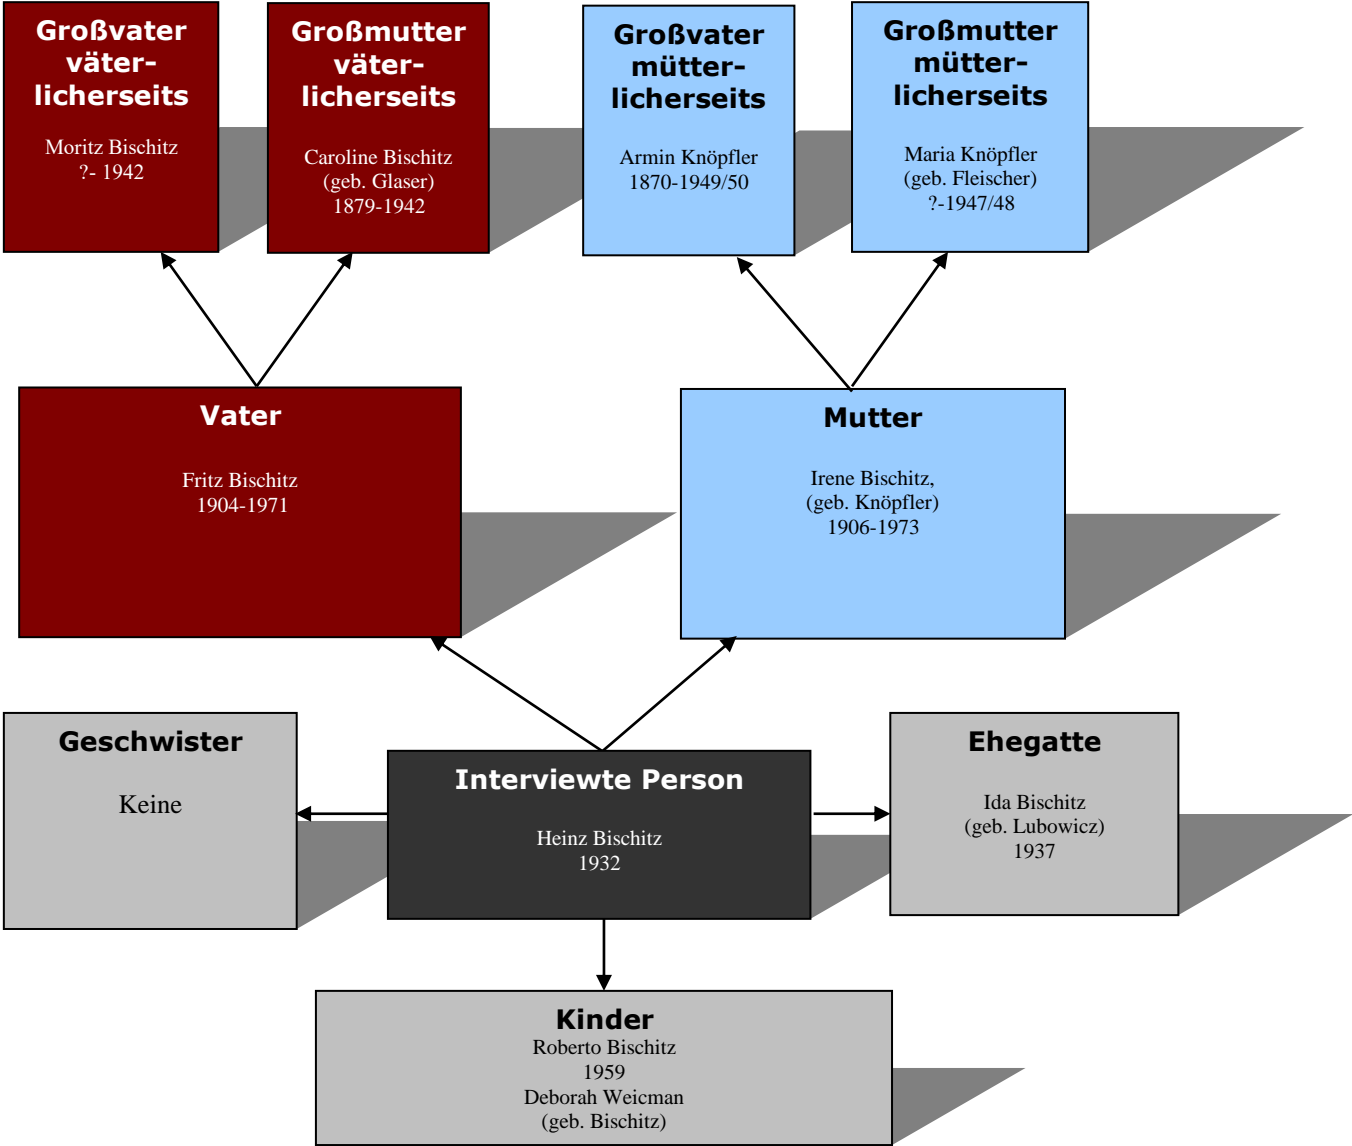 Großvater
väter-
licherseits
Moritz Bischitz
?- 1942
Großmutter
väter-
licherseits
Caroline Bischitz
(geb. Glaser)
1879-1942
Großvater
mütter-
licherseits
Armin Knöpfler
1870-1949/50
Großmutter
mütter-
licherseits
Maria Knöpfler
(geb. Fleischer)
?-1947/48
Vater
Fritz Bischitz
1904-1971
Mutter
Irene Bischitz,
(geb. Knöpfler)
1906-1973
Geschwister
Keine
Interviewte Person
Heinz Bischitz
1932
Ehegatte
Ida Bischitz
(geb. Lubowicz)
1937
Kinder
Roberto Bischitz
1959
Deborah Weicman
(geb. Bischitz)